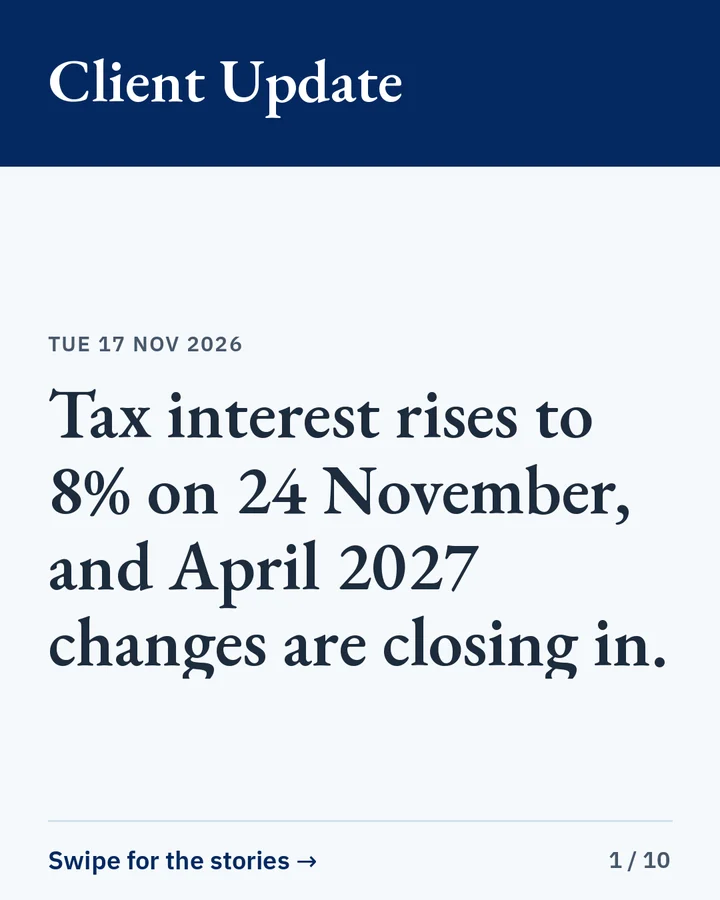 Client Update
TUE 17 NOV 2026
Tax interest rises to
8% on 24 November,
and April 2027
changes are closing in.
Swipe for the stories →
1 / 10